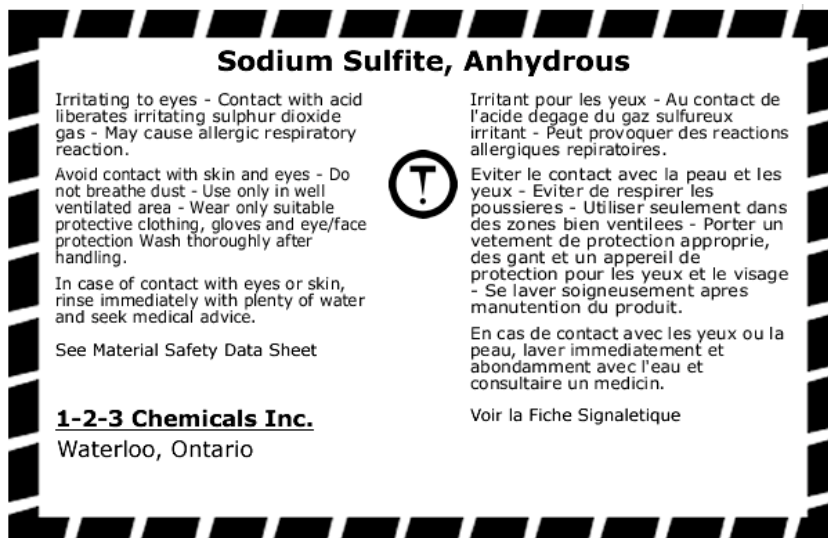 Sodium Sulfite, Anhydrous
Irritating to eyes - Contact with acid
liberates irritating sulphur dioxide
gas - May cause allergic respiratory
reaction.
Avoid contact with skin and eyes - Do
not breathe dust - Use only in well
ventilated area - Wear only suitable
protective clothing, gloves and eye/face
protection Wash thoroughly after
handling.
In case of contact with eyes or skin,
rinse immediately with plenty of water
and seek medical advice.
See Material Safety Data Sheet
1-2-3 Chemicals Inc.
Waterloo, Ontario
Irritant pour les yeux - Au contact de
l'acide degage du gaz sulfureux
irritant - Peut provoquer des reactions
allergiques repiratoires.
Eviter le contact avec la peau et les
yeux - Eviter de respirer les
poussieres - Utiliser seulement dans
des zones bien ventilees - Porter un
vetement de protection approprie,
des gant et un appereil de
protection pour les yeux et le visage
- Se laver soigneusement apres
manutention du produit.
En cas de contact avec les yeux ou la
peau, laver immediatement et
abondamment avec l'eau et
consultaire un medicin.
Voir la Fiche Signaletique